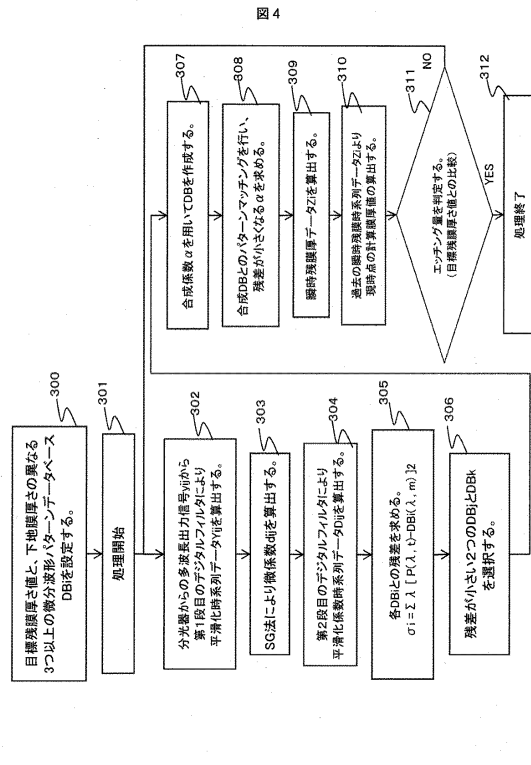 図4
300
目標残膜厚さ値と、下地膜厚さの異なる
3つ以上の微分波形パターンデータベース
DBiを設定する。
301
処理開始
302
分光器からの多波長出力信号yijから
第1段目のデジタルフィルタにより
平滑化時系列データYijを算出する。
303
SG法により微係数dijを算出する。
304
第2段目のデジタルフィルタにより
平滑化係数時系列データDijを算出する。
305
各DBiとの残差を求める。
σi=Σλ [ P(λ, t)-DBi(λ, m) ]2
306
残差が小さい2つのDBjとDBk
を選択する。
307
合成係数αを用いてDBを作成する。
308
合成DBとのパターンマッチングを行い、
残差が小さくなるαを求める。
309
瞬時残膜厚データZiを算出する。
310
過去の瞬時残膜時系列データZiより
現時点の計算膜厚値の算出する。
311
NO
エッチング量を判定する。
(目標残膜厚さ値との比較)
YES
312
処理終了